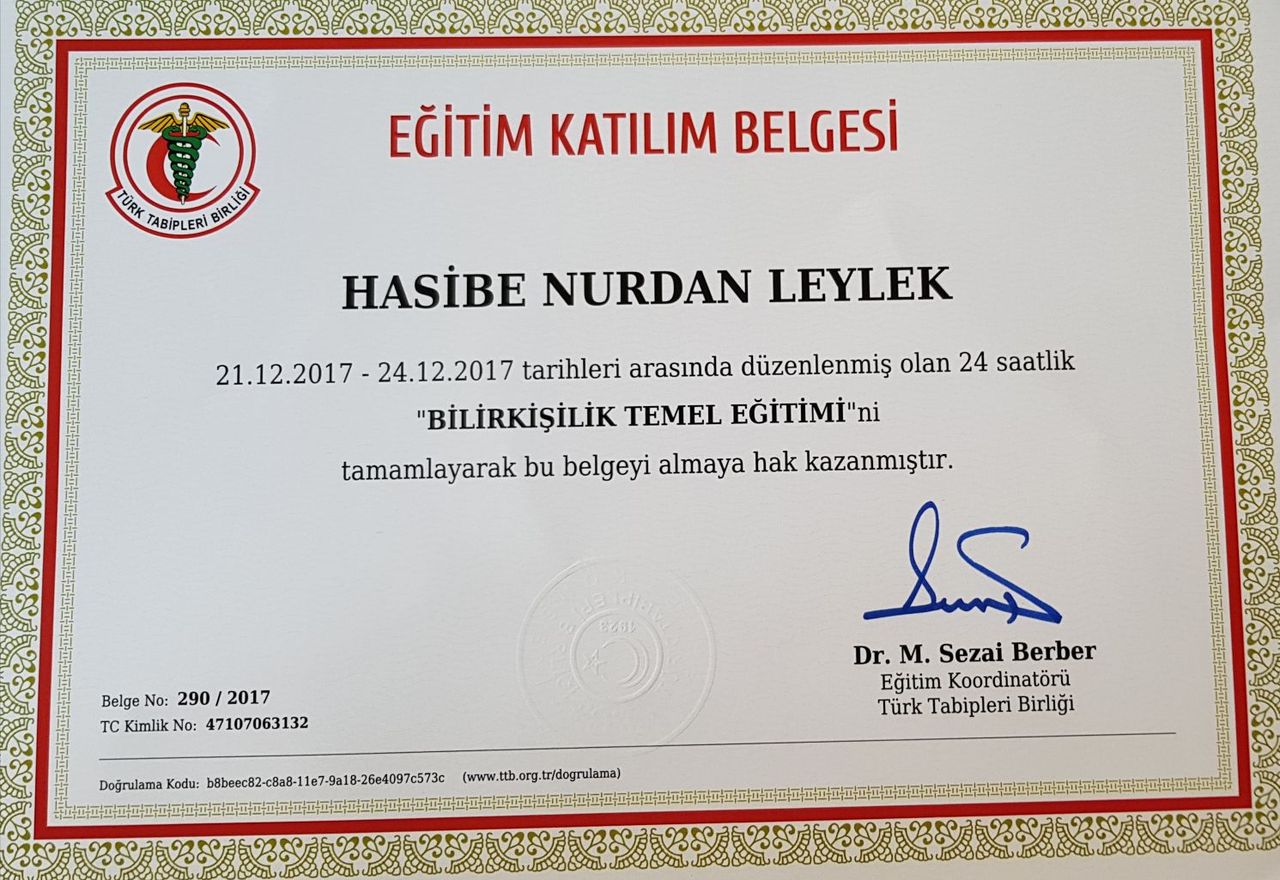 TÜRK TABİPLERİ BİRLİĞİ
EĞİTİM KATILIM BELGESİ
HASİBE NURDAN LEYLEK
21.12.2017 - 24.12.2017 tarihleri arasında düzenlenmiş olan 24 saatlik
"BİLİRKİŞİLİK TEMEL EĞİTİMİ"ni
tamamlayarak bu belgeyi almaya hak kazanmıştır.
1923
Dr. M. Sezai Berber
Eğitim Koordinatörü
Türk Tabipleri Birliği
Belge No: 290 / 2017
TC Kimlik No: 47107063132
Doğrulama Kodu: b8beec82-c8a8-11e7-9a18-26e4097c573c (www.ttb.org.tr/dogrulama)